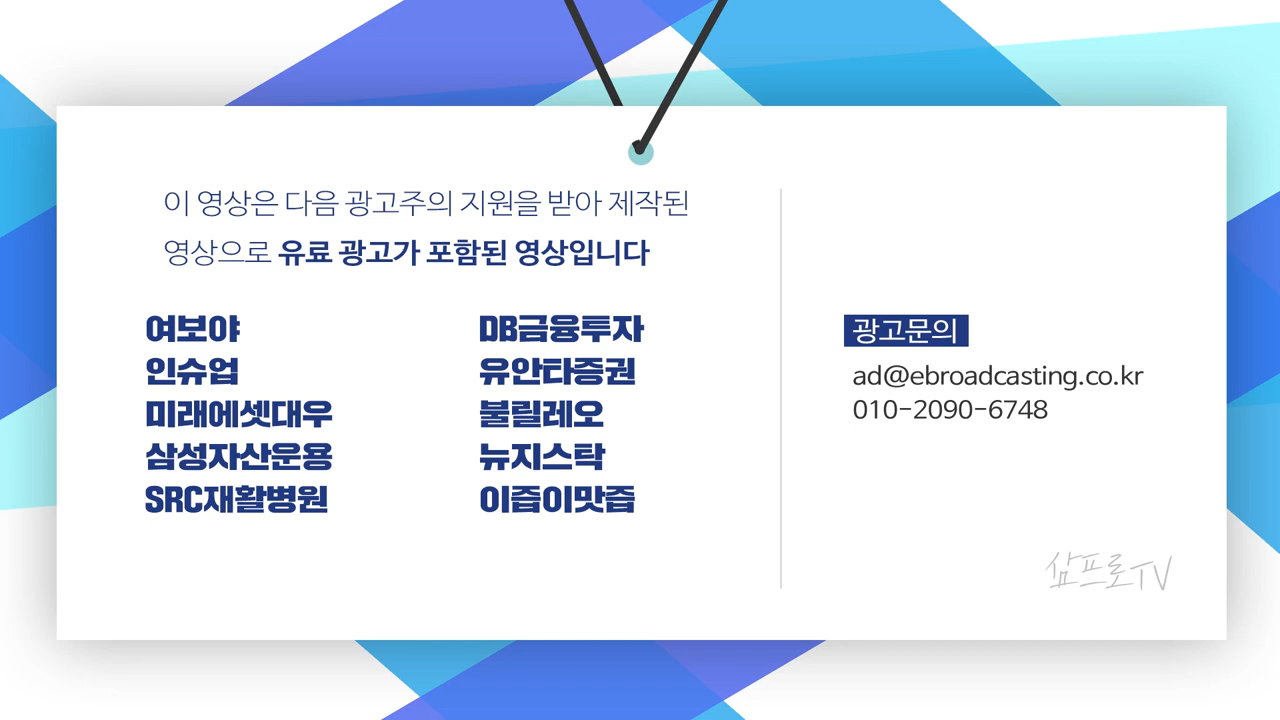 이 영상은 다음 광고주의 지원을 받아 제작된
영상으로 유료 광고가 포함된 영상입니다
여보야
인슈업
미래에셋대우
삼성자산운용
SRC재활병원
DB금융투자
유안타증권
불릴레오
뉴지스탁
이즙이맛즙
광고문의
ad@ebroadcasting.co.kr
010-2090-6748
삼프로TV